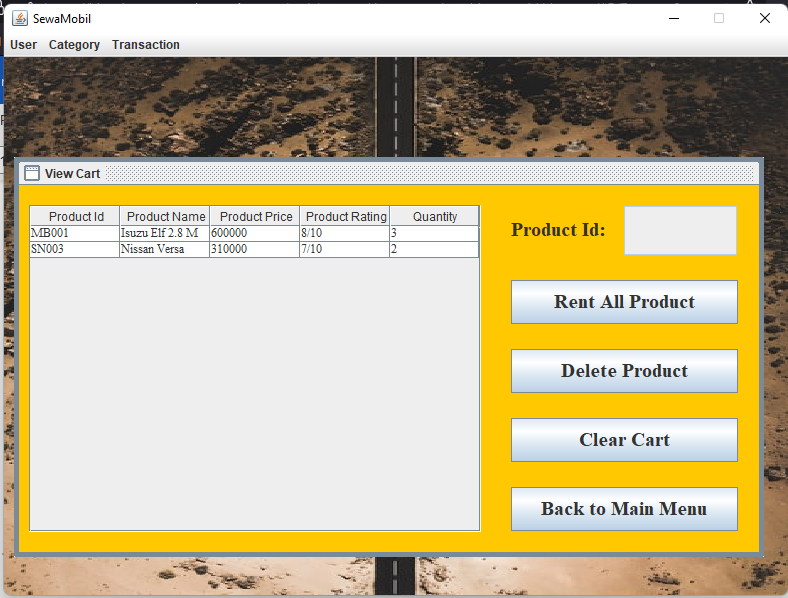 SewaMobil
User Category Transaction
View Cart
Product Id Product Name Product Price Product Rating Quantity
MB001 Isuzu Elf 2.8 M 600000 8/10 3
SN003 Nissan Versa 310000 7/10 2
Product Id:
Rent All Product
Delete Product
Clear Cart
Back to Main Menu